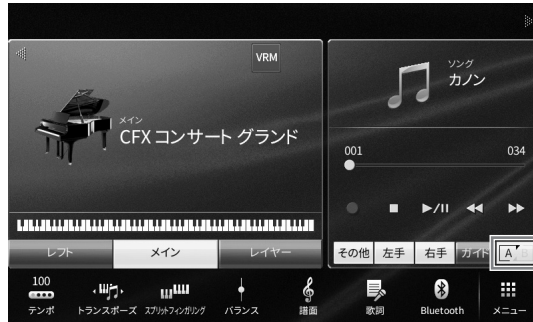 VRM
メイン
CFX コンサート グランド
ソング
カノン
001
034
レフト
メイン
レイヤー
その他
左手
右手
ガイド
A
B
100
テンポ
トランスポーズ
スプリットフィンガリング
バランス
譜面
歌詞
Bluetooth
メニュー